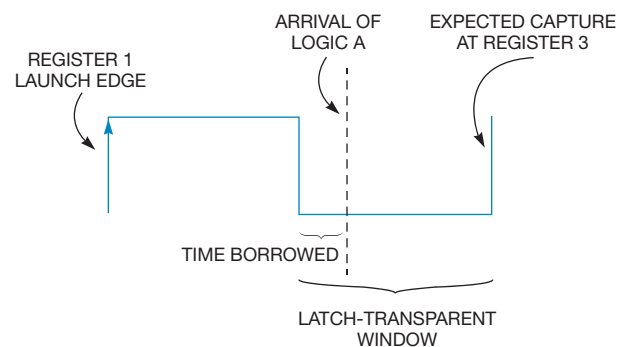 ARRIVAL OF
LOGIC A
EXPECTED CAPTURE
AT REGISTER 3
REGISTER 1
LAUNCH EDGE
TIME BORROWED
LATCH-TRANSPARENT
WINDOW